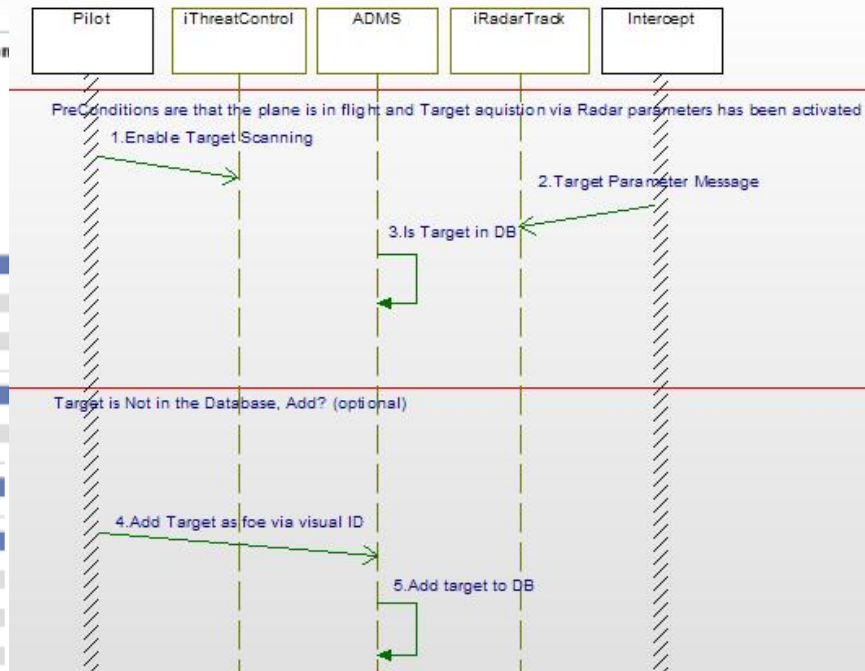 Pilot
iThreatControl
ADMS
iRadarTrack
Intercept
PreConditions are that the plane is in flight and Target aquistion via Radar parameters has been activated
1.Enable Target Scanning
2.Target Parameter Message
3.Is Target in DB
Target is Not in the Database, Add? (optional)
4.Add Target as foe via visual ID
5.Add target to DB